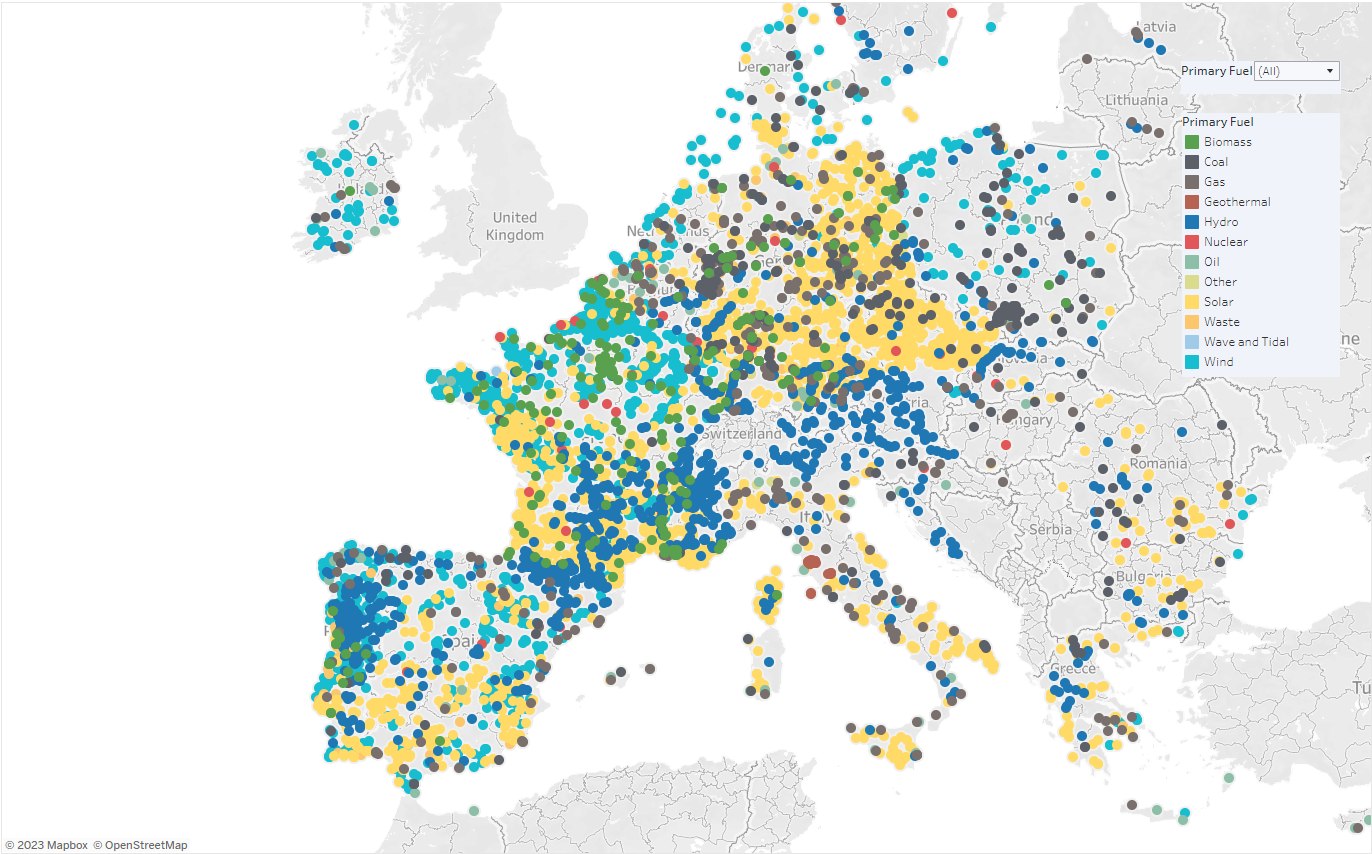 Latvia
Denmark
Primary Fuel (All)
Lithuania
Primary Fuel
Biomass
Coal
Gas
Geothermal
Hydro
Nuclear
Oil
Other
Solar
Waste
Wave and Tidal
Wind
United
Kingdom
Switzerland
Romania
Italy
Serbia
Greece
© 2023 Mapbox © OpenStreetMap